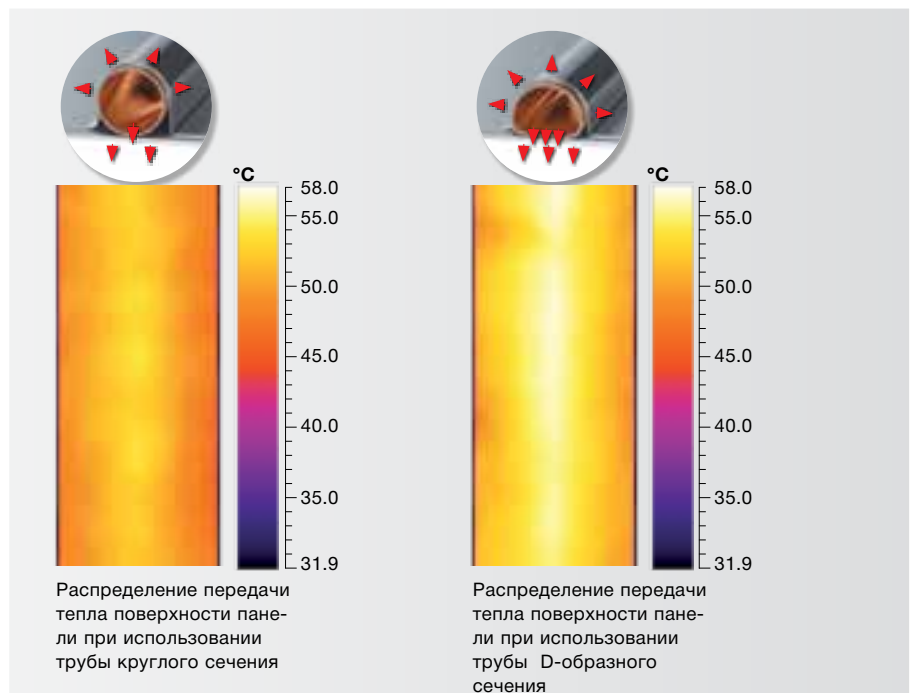 °C
58.0
55.0
50.0
45.0
40.0
35.0
31.9
Распределение передачи
тепла поверхности пане-
ли при использовании
трубы круглого сечения
°C
58.0
55.0
50.0
45.0
40.0
35.0
31.9
Распределение передачи
тепла поверхности пане-
ли при использовании
трубы D-образного
сечения